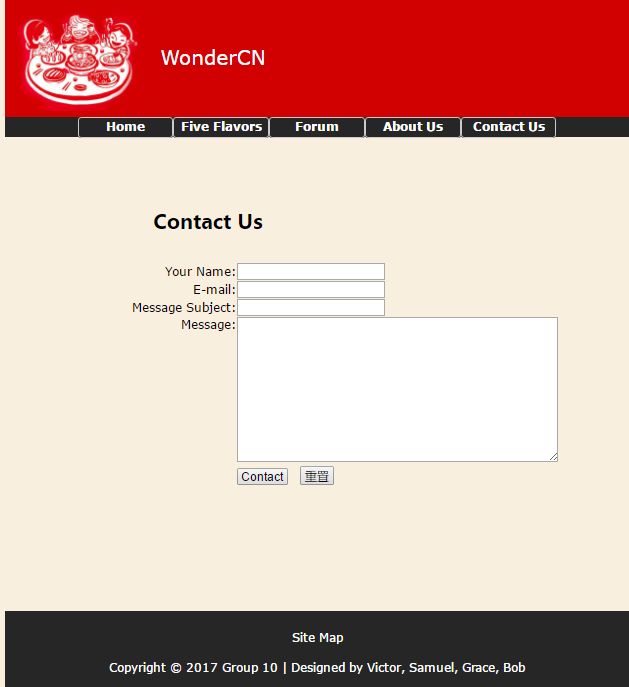 WonderCN
Home Five Flavors Forum About Us Contact Us
Contact Us
Your Name:
E-mail:
Message Subject:
Message:
Contact 重置
Site Map
Copyright © 2017 Group 10 | Designed by Victor, Samuel, Grace, Bob